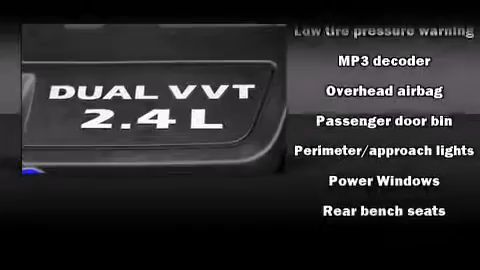 DUAL VVT
2.4 L
Low tire pressure warning
MP3 decoder
Overhead airbag
Passenger door bin
Perimeter/approach lights
Power Windows
Rear bench seats